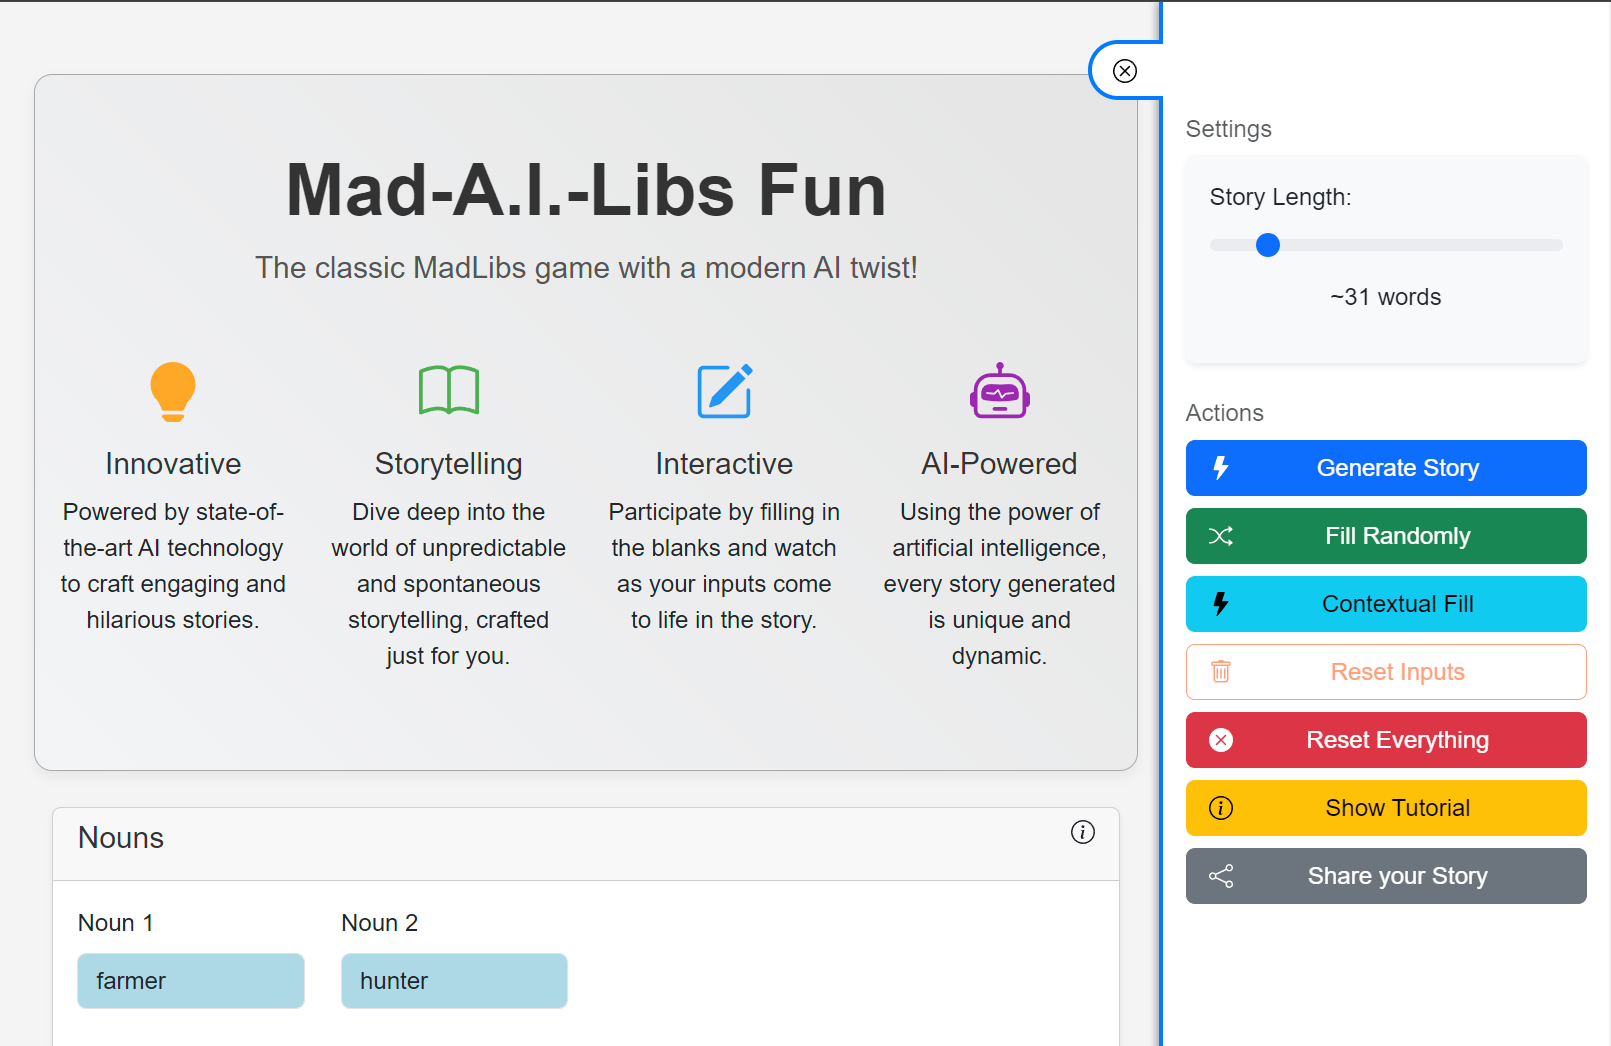 Mad-A.I.-Libs Fun
The classic MadLibs game with a modern AI twist!
Innovative
Powered by state-of-
the-art AI technology
to craft engaging and
hilarious stories.
Storytelling
Dive deep into the
world of unpredictable
and spontaneous
storytelling, crafted
just for you.
Interactive
Participate by filling in
the blanks and watch
as your inputs come
to life in the story.
AI-Powered
Using the power of
artificial intelligence,
every story generated
is unique and
dynamic.
Nouns
Noun 1
farmer
Noun 2
hunter
Settings
Story Length:
~31 words
Actions
Generate Story
Fill Randomly
Contextual Fill
Reset Inputs
Reset Everything
Show Tutorial
Share your Story